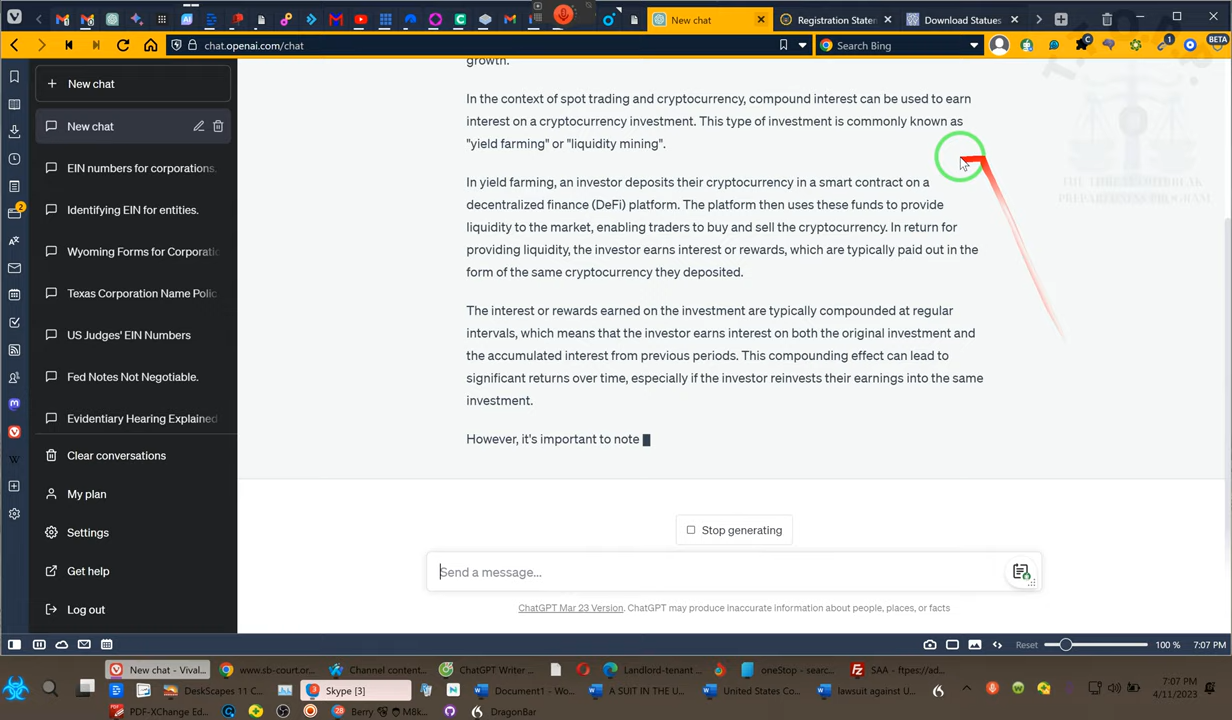 New chat
Registration Stater
Download Statues
chat.openai.com/chat
Search Bing
BETA
New chat
New chat
EIN numbers for corporations.
Identifying EIN for entities.
Wyoming Forms for Corporatio
Texas Corporation Name Polic
US Judges' EIN Numbers
Fed Notes Not Negotiable.
Evidentiary Hearing Explained
Clear conversations
My plan
Settings
Get help
Log out
growth.
In the context of spot trading and cryptocurrency, compound interest can be used to earn
interest on a cryptocurrency investment. This type of investment is commonly known as
"yield farming" or "liquidity mining".
In yield farming, an investor deposits their cryptocurrency in a smart contract on a
decentralized finance (DeFi) platform. The platform then uses these funds to provide
liquidity to the market, enabling traders to buy and sell the cryptocurrency. In return for
providing liquidity, the investor earns interest or rewards, which are typically paid out in the
form of the same cryptocurrency they deposited.
The interest or rewards earned on the investment are typically compounded at regular
intervals, which means that the investor earns interest on both the original investment and
the accumulated interest from previous periods. This compounding effect can lead to
significant returns over time, especially if the investor reinvests their earnings into the same
investment.
However, it's important to note
Stop generating
Send a message...
ChatGPT Mar 23 Version. ChatGPT may produce inaccurate information about people, places, or facts
PREPAREDNESS PROGRAM
Reset
100 %
7:07 PM
New chat - Vival...
www.sb-court.or...
Channel content...
ChatGPT Writer ...
Landlord-tenant ...
oneStop - searc...
SAA - ftpes://ad...
DeskScapes 11 C...
Skype [3]
Document1 - Wo...
A SUIT IN THE U...
United States Co...
lawsuit against U...
7:07 PM
4/11/2023
PDF-XChange Ed...
Berry
M8k...
DragonBar